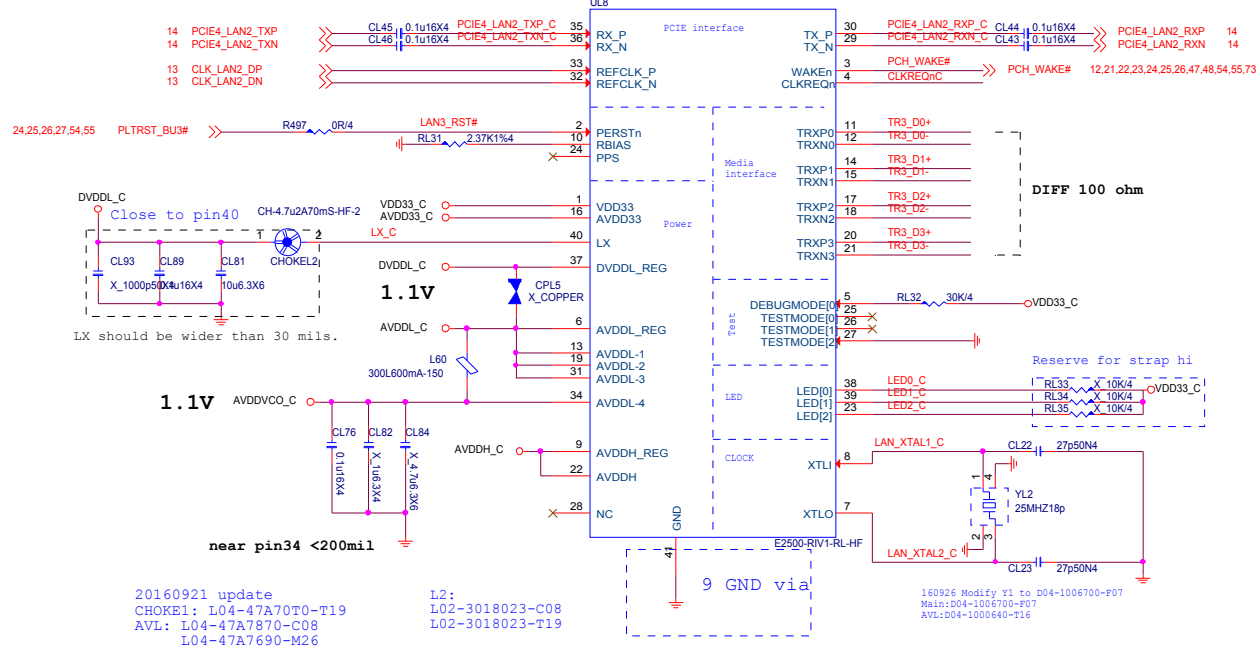 UL8
PCIE interface
14 PCIE4_LAN2_TXP
CL45 0.1u16X4
PCIE4_LAN2_TXP_C
35 RX_P
14 PCIE4_LAN2_TXN
CL46 0.1u16X4
PCIE4_LAN2_TXN_C
36 RX_N
13 CLK_LAN2_DP
33 REFCLK_P
13 CLK_LAN2_DN
32 REFCLK_N
TX_P 30
PCIE4_LAN2_RXP_C
CL44 0.1u16X4
PCIE4_LAN2_RXP 14
TX_N 29
PCIE4_LAN2_RXN_C
CL43 0.1u16X4
PCIE4_LAN2_RXN 14
WAKEn 3
PCH_WAKE#
PCH_WAKE# 12,21,22,23,24,25,26,47,48,54,55,73
CLKREQn 4
CLKREQnC
24,25,26,27,54,55 PLTRST_BU3#
R497 0R/4
LAN3_RST#
2 PERSTn
RL31 2.37K1%4
10 RBIAS
24 PPS
Media
interface
TRXP0 11 TR3_D0+
TRXN0 12 TR3_D0-
TRXP1 14 TR3_D1+
TRXN1 15 TR3_D1-
TRXP2 17 TR3_D2+
TRXN2 18 TR3_D2-
TRXP3 20 TR3_D3+
TRXN3 21 TR3_D3-
DIFF 100 ohm
Power
VDD33_C 1 VDD33
AVDD33_C 16 AVDD33
DVDDL_C
Close to pin40
CH-4.7u2A70mS-HF-2
1 2
CHOKEL2
LX_C
40 LX
CL93
X_1000p50X4
CL89
0.1u16X4
CL81
10u6.3X6
LX should be wider than 30 mils.
DVDDL_C 37 DVDDL_REG
1.1V
CPL5
X_COPPER
AVDDL_C 6 AVDDL_REG
13 AVDDL-1
19 AVDDL-2
31 AVDDL-3
L60
300L600mA-150
1.1V
AVDDVCO_C 34 AVDDL-4
CL76
0.1u16X4
CL82
X_1u6.3X4
CL84
X_4.7u6.3X6
AVDDH_C 9 AVDDH_REG
22 AVDDH
28 NC
near pin34 <200mil
Test
DEBUGMODE[0] 5
RL32 30K/4
VDD33_C
TESTMODE[0] 25
TESTMODE[1] 26
TESTMODE[2] 27
LED
Reserve for strap hi
LED[0] 38 LED0_C
RL33 X_10K/4
VDD33_C
LED[1] 39 LED1_C
RL34 X_10K/4
LED[2] 23 LED2_C
RL35 X_10K/4
CLOCK
XTLI 8
LAN_XTAL1_C
CL22 27p50N4
1 4
YL2
25MHZ18p
2 3
XTLO 7
LAN_XTAL2_C
CL23 27p50N4
GND
41
E2500-RIV1-RL-HF
9 GND via
20160921 update
CHOKE1: L04-47A70T0-T19
AVL: L04-47A7870-C08
L04-47A7690-M26
L2:
L02-3018023-C08
L02-3018023-T19
160926 Modify Y1 to D04-1006700-F07
Main:D04-1006700-F07
AVL:D04-1000640-T16